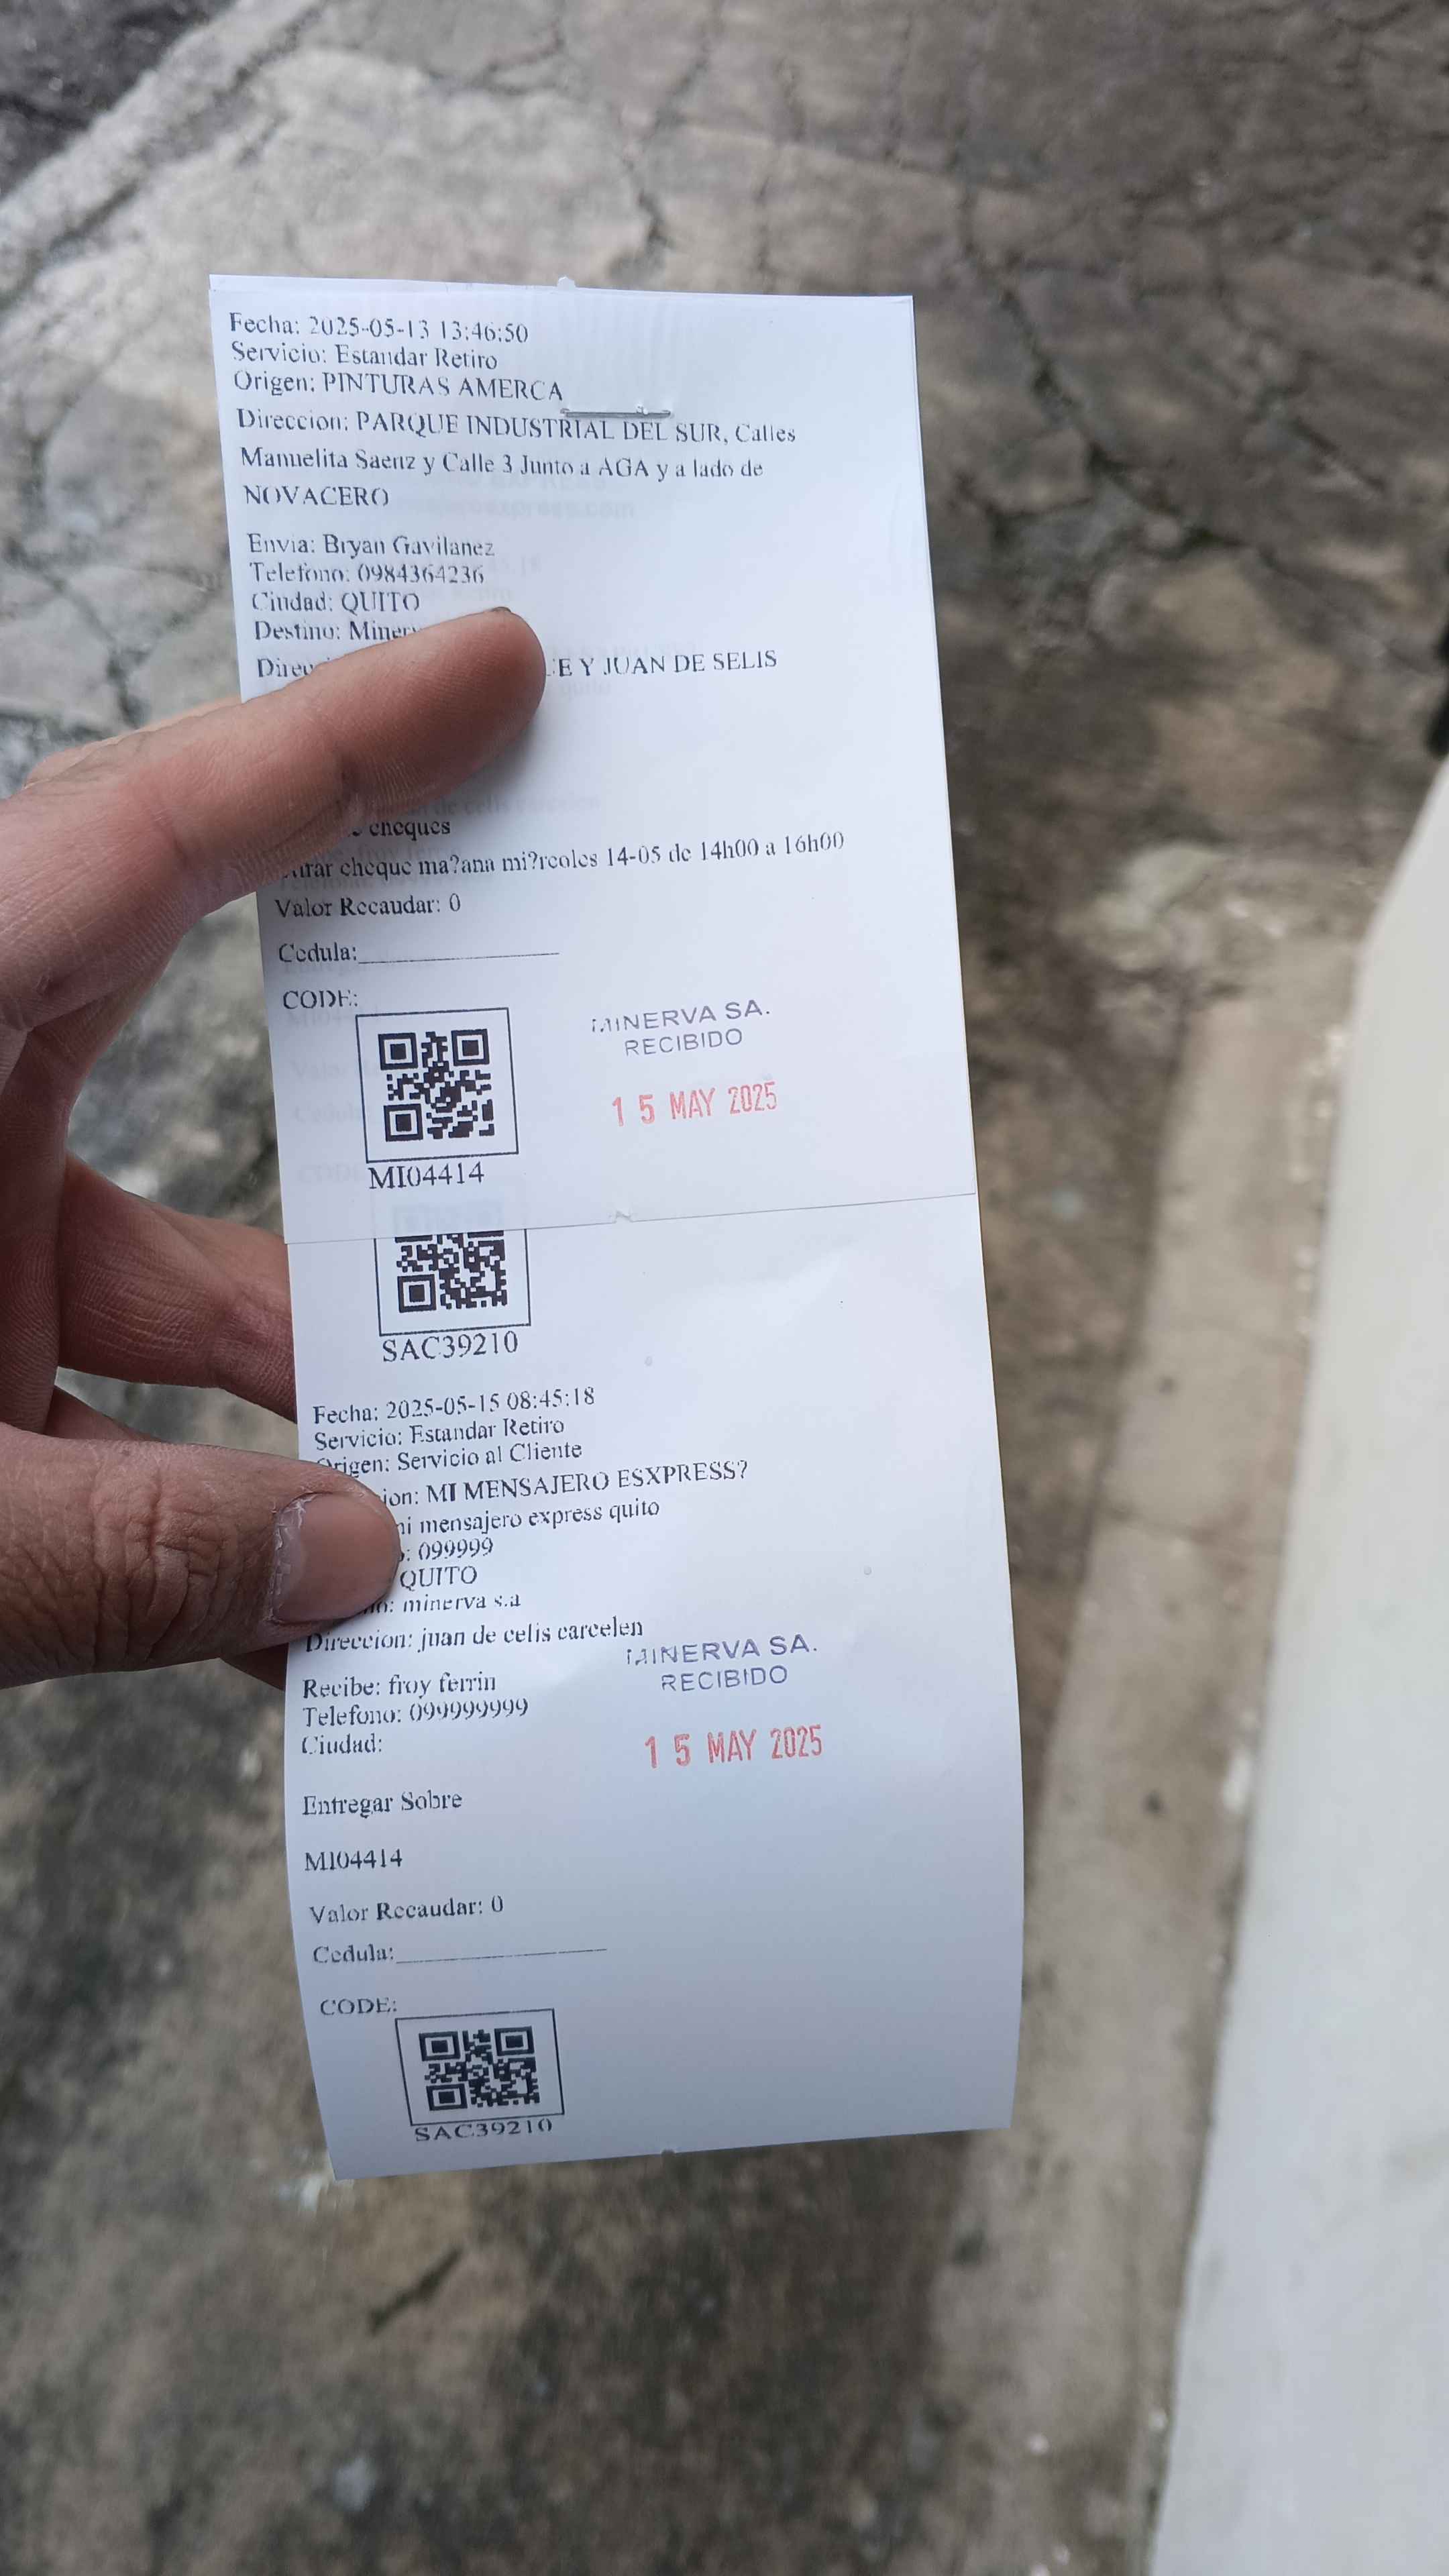 Fecha: 2025-05-13 13:46:50
Servicio: Estandar Retiro
Origen: PINTURAS AMERCA
Direccion: PARQUE INDUSTRIAL DEL SUR, Calles
Manuelita Saenz y Calle 3 Junto a AGA y a lado de
NOVACERO
Envia: Bryan Gavilanez
Telefono: 0984364236
Ciudad: QUITO
Destino:
Y JUAN DE SELIS
cheques
cheque ma?ana mi?rcoles 14-05 de 14h00 a 16h00
Valor Recaudar: 0
Cedula:
CODE:
MINERVA SA.
RECIBIDO
15 MAY 2025
MI04414
SAC39210
Fecha: 2025-05-15 08:45:18
Servicio: Estandar Retiro
Origen: Servicio al Cliente
MI MENSAJERO ESXPRESS?
mi mensajero express quito
099999
QUITO
minerva s.a
Direccion: juan de celis carcelen
MINERVA SA.
RECIBIDO
Recibe: froy ferrin
Telefono: 099999999
Ciudad:
15 MAY 2025
Entregar Sobre
MI04414
Valor Recaudar: 0
Cedula:
CODE:
SAC39210